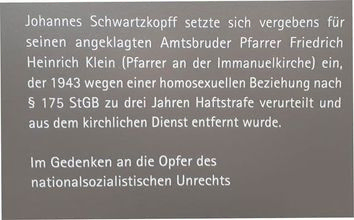 Johannes Schwartzkopff setzte sich vergebens für
seinen angeklagten Amtsbruder Pfarrer Friedrich
Heinrich Klein (Pfarrer an der Immanuelkirche) ein,
der 1943 wegen einer homosexuellen Beziehung nach
§ 175 StGB zu drei Jahren Haftstrafe verurteilt und
aus dem kirchlichen Dienst entfernt wurde.
Im Gedenken an die Opfer des
nationalsozialistischen Unrechts